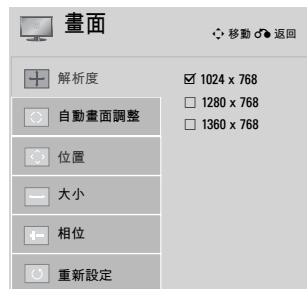 畫面
移動 返回
解析度
自動畫面調整
位置
大小
相位
重新設定
1024 x 768
1280 x 768
1360 x 768